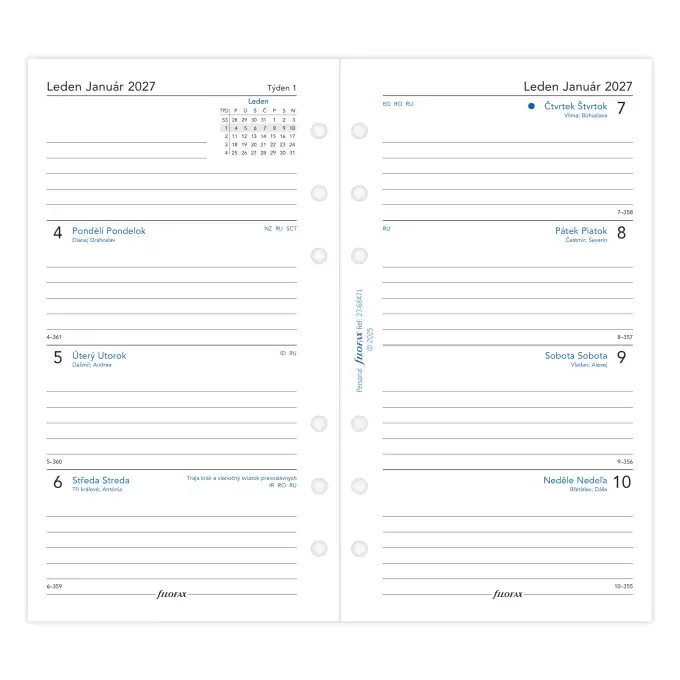 Leden Január 2027
Týden 1
Leden
TÝD P Ú S Č P S N
53 28 29 30 31 1 2 3
1 4 5 6 7 8 9 10
2 11 12 13 14 15 16 17
3 18 19 20 21 22 23 24
4 25 26 27 28 29 30 31
4 Pondělí Pondelok NZ RU SCT
Diana; Drahoslav
4–361
5 Úterý Utorok ID RU
Dalimil; Andrea
5–360
6 Středa Streda Traja králi a vianočný sviatok pravoslávnych
Tři králové; Antónia IR RO RU
6–359
filofax
Leden Január 2027
EG RO RU Čtvrtek Štvrtok 7
Vilma; Bohuslava
7–358
RU Pátek Piatok 8
Čestmír; Severín
8–357
Sobota Sobota 9
Vladan; Alexej
9–356
Neděle Nedeľa 10
Břetislav; Dáša
10–355
filofax
Personal filofax Ref: 27-68471
© 2025